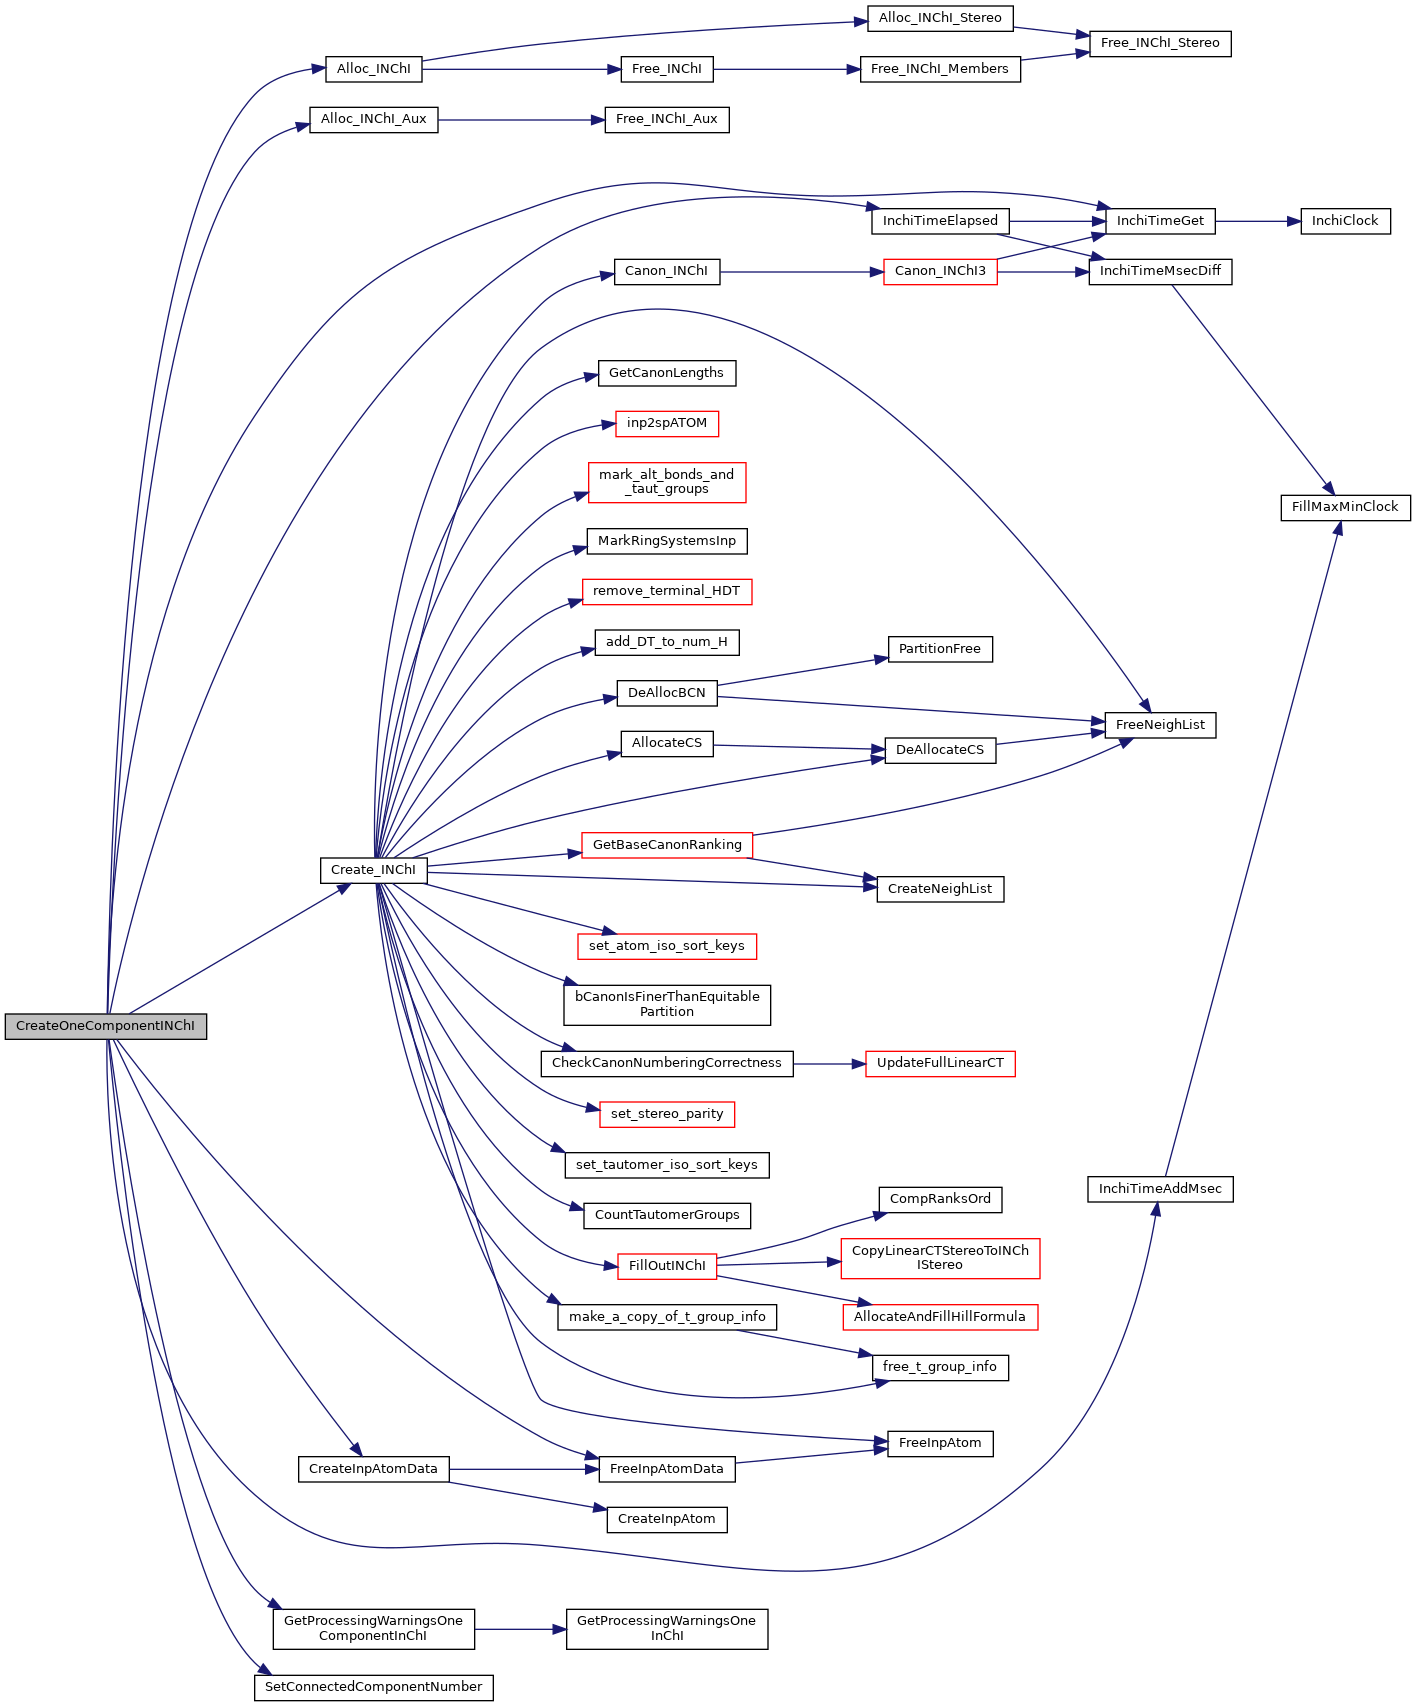 Alloc_INChI_Stereo
Free_INChI_Stereo
Alloc_INChI
Free_INChI
Free_INChI_Members
Alloc_INChI_Aux
Free_INChI_Aux
InchiTimeElapsed
InchiTimeGet
InchiClock
Canon_INChI
Canon_INChI3
InchiTimeMsecDiff
GetCanonLengths
inp2spATOM
mark_alt_bonds_and
_taut_groups
FillMaxMinClock
MarkRingSystemsInp
remove_terminal_HDT
add_DT_to_num_H
PartitionFree
DeAllocBCN
FreeNeighList
AllocateCS
DeAllocateCS
GetBaseCanonRanking
Create_INChI
CreateNeighList
set_atom_iso_sort_keys
bCanonIsFinerThanEquitable
Partition
CreateOneComponentINChI
CheckCanonNumberingCorrectness
UpdateFullLinearCT
set_stereo_parity
set_tautomer_iso_sort_keys
InchiTimeAddMsec
CompRanksOrd
CountTautomerGroups
CopyLinearCTStereoToINCh
IStereo
FillOutINChI
make_a_copy_of_t_group_info
AllocateAndFillHillFormula
free_t_group_info
FreeInpAtom
CreateInpAtomData
FreeInpAtomData
CreateInpAtom
GetProcessingWarningsOne
ComponentInChI
GetProcessingWarningsOne
InChI
SetConnectedComponentNumber